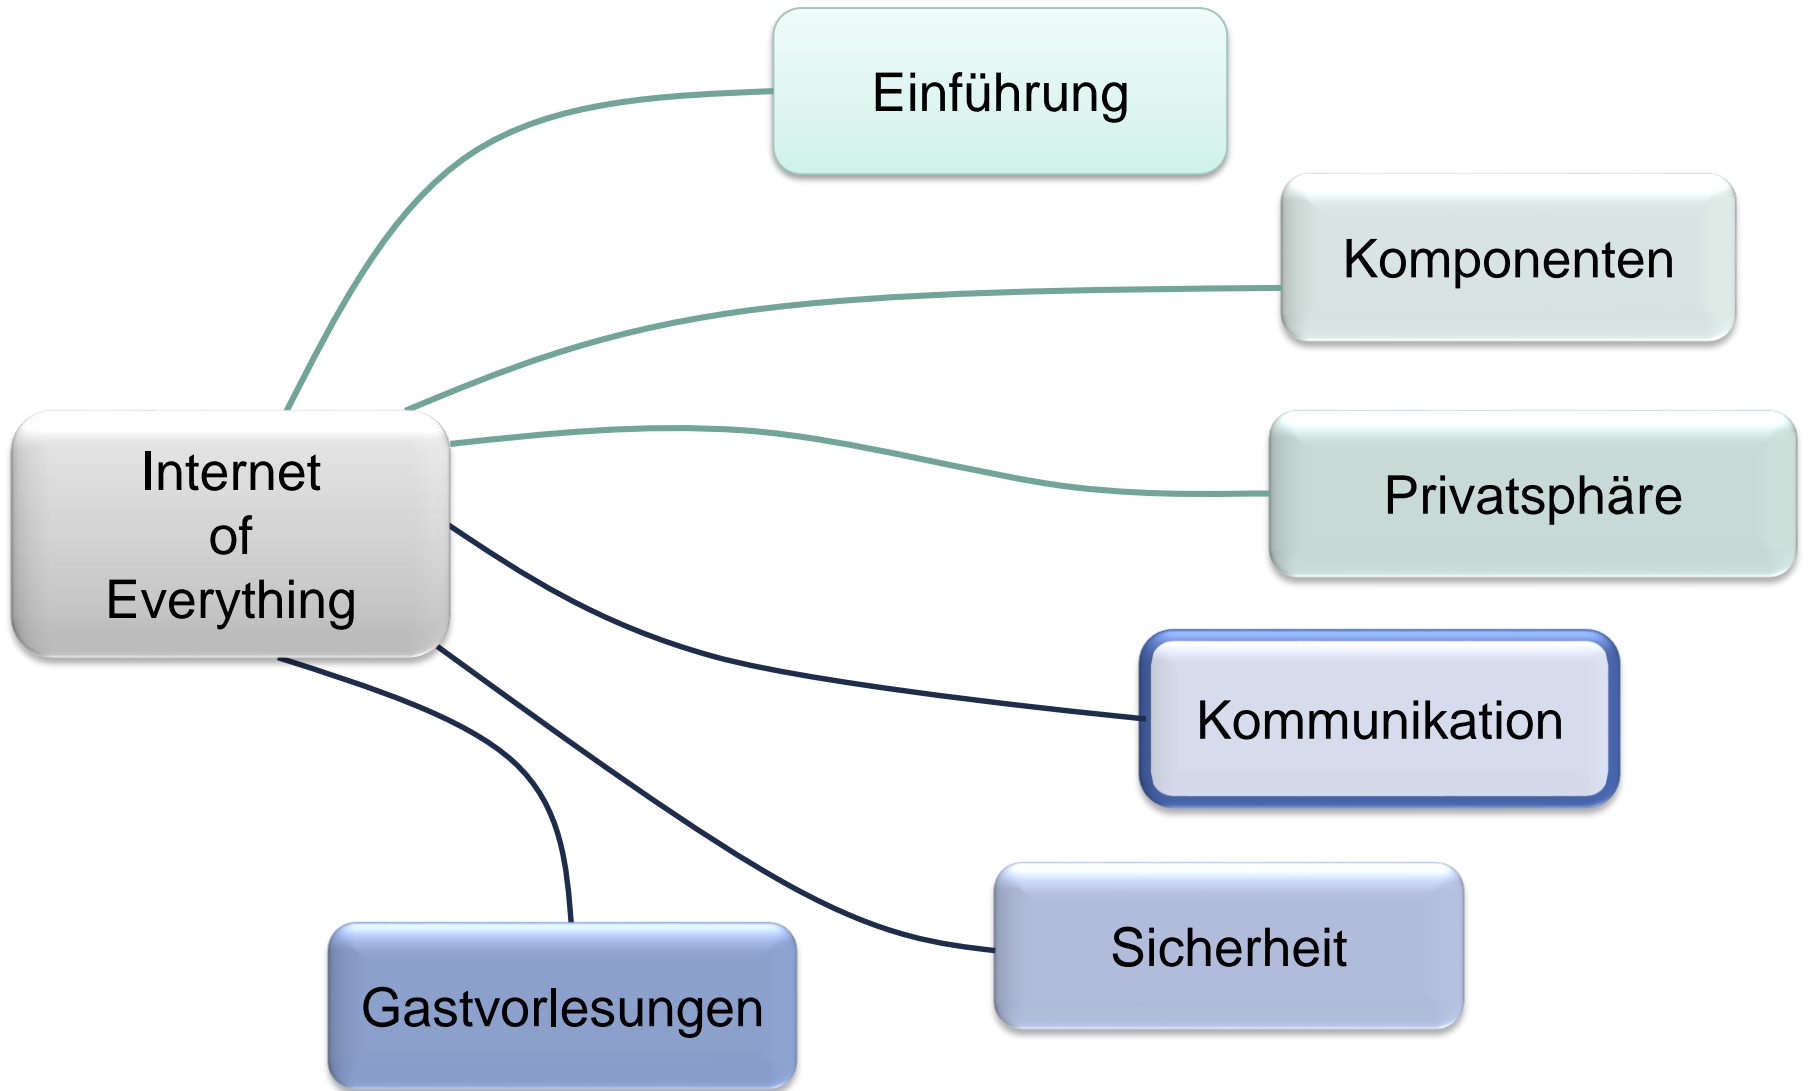 Einführung
Komponenten
Internet
of
Everything
Privatsphäre
Kommunikation
Sicherheit
Gastvorlesungen